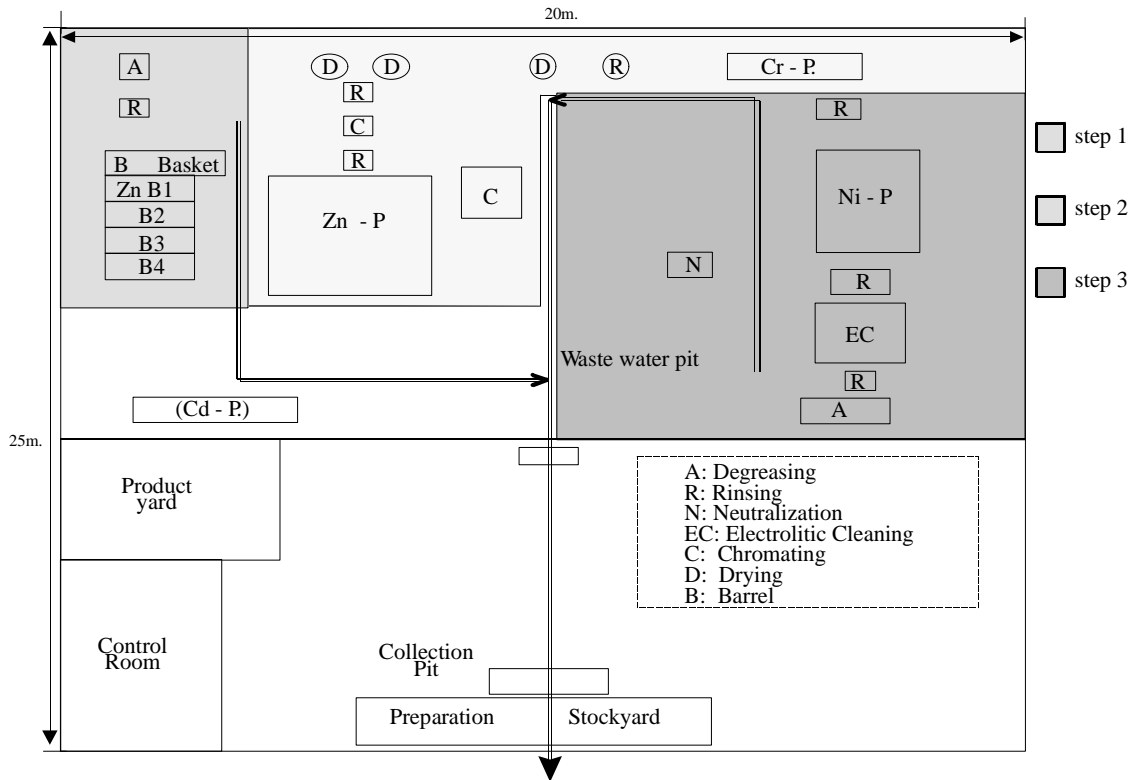 20m.
A
D
D
D
R
Cr - P.
R
R
R
step 1
C
B Basket
R
Zn B1
C
Ni - P
B2
Zn - P
step 2
B3
B4
N
R
step 3
EC
Waste water pit
R
(Cd - P.)
A
25m.
Product
yard
A: Degreasing
R: Rinsing
N: Neutralization
EC: Electrolitic Cleaning
C: Chromating
D: Drying
B: Barrel
Control
Room
Collection
Pit
Preparation Stockyard